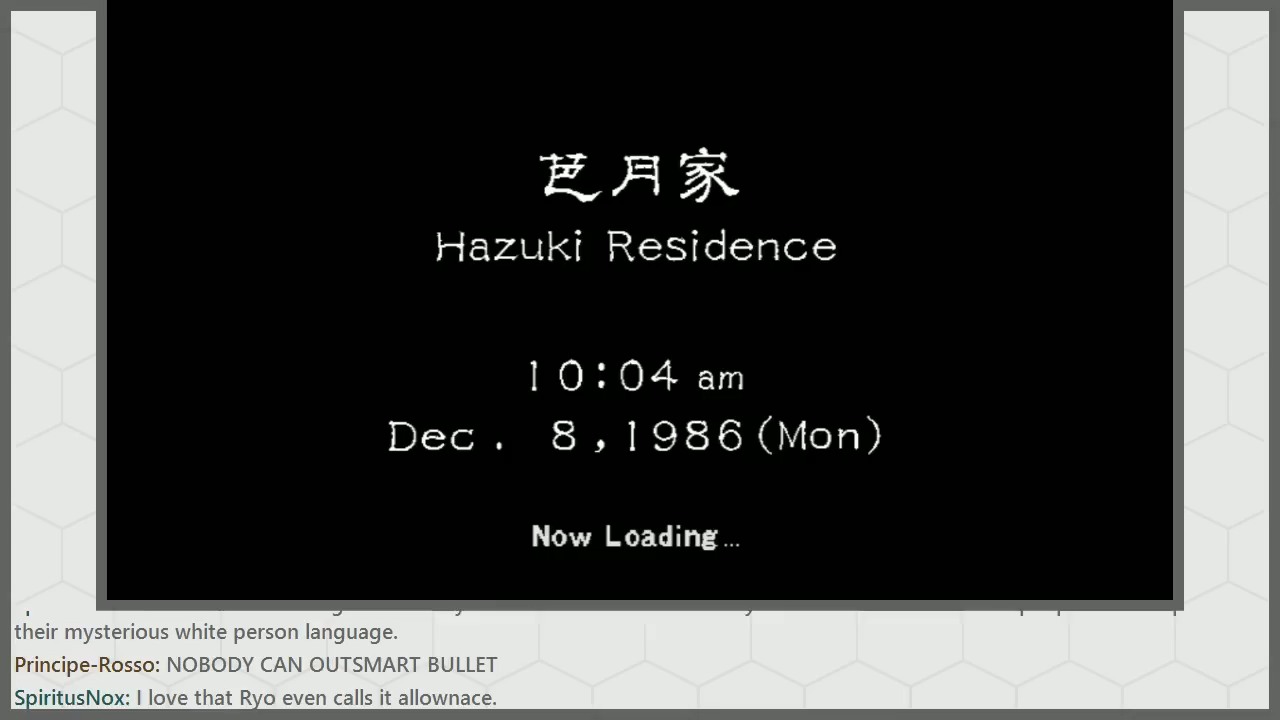 芭月家
Hazuki Residence
10:04 am
Dec. 8,1986(Mon)
Now Loading...
their mysterious white person language.
Principe-Rosso: NOBODY CAN OUTSMART BULLET
SpiritusNox: I love that Ryo even calls it allownace.